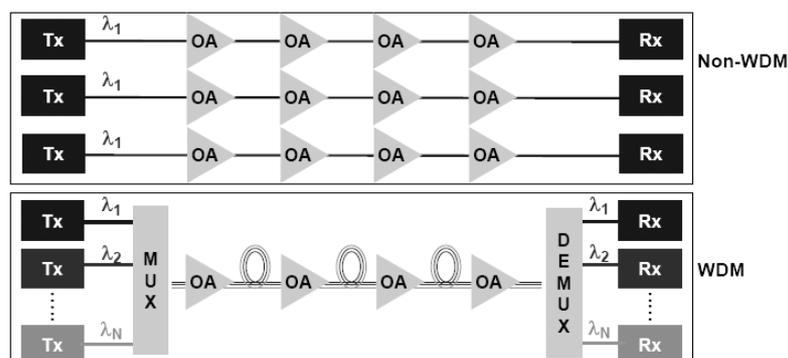 Tx λ1 OA OA OA OA Rx
Non-WDM
Tx λ1 OA OA OA OA Rx
Tx λ1 OA OA OA OA Rx
Tx λ1 λ1 Rx
Tx λ2 MUX OA OA OA OA DEMUX λ2 Rx
WDM
Tx λN λN Rx